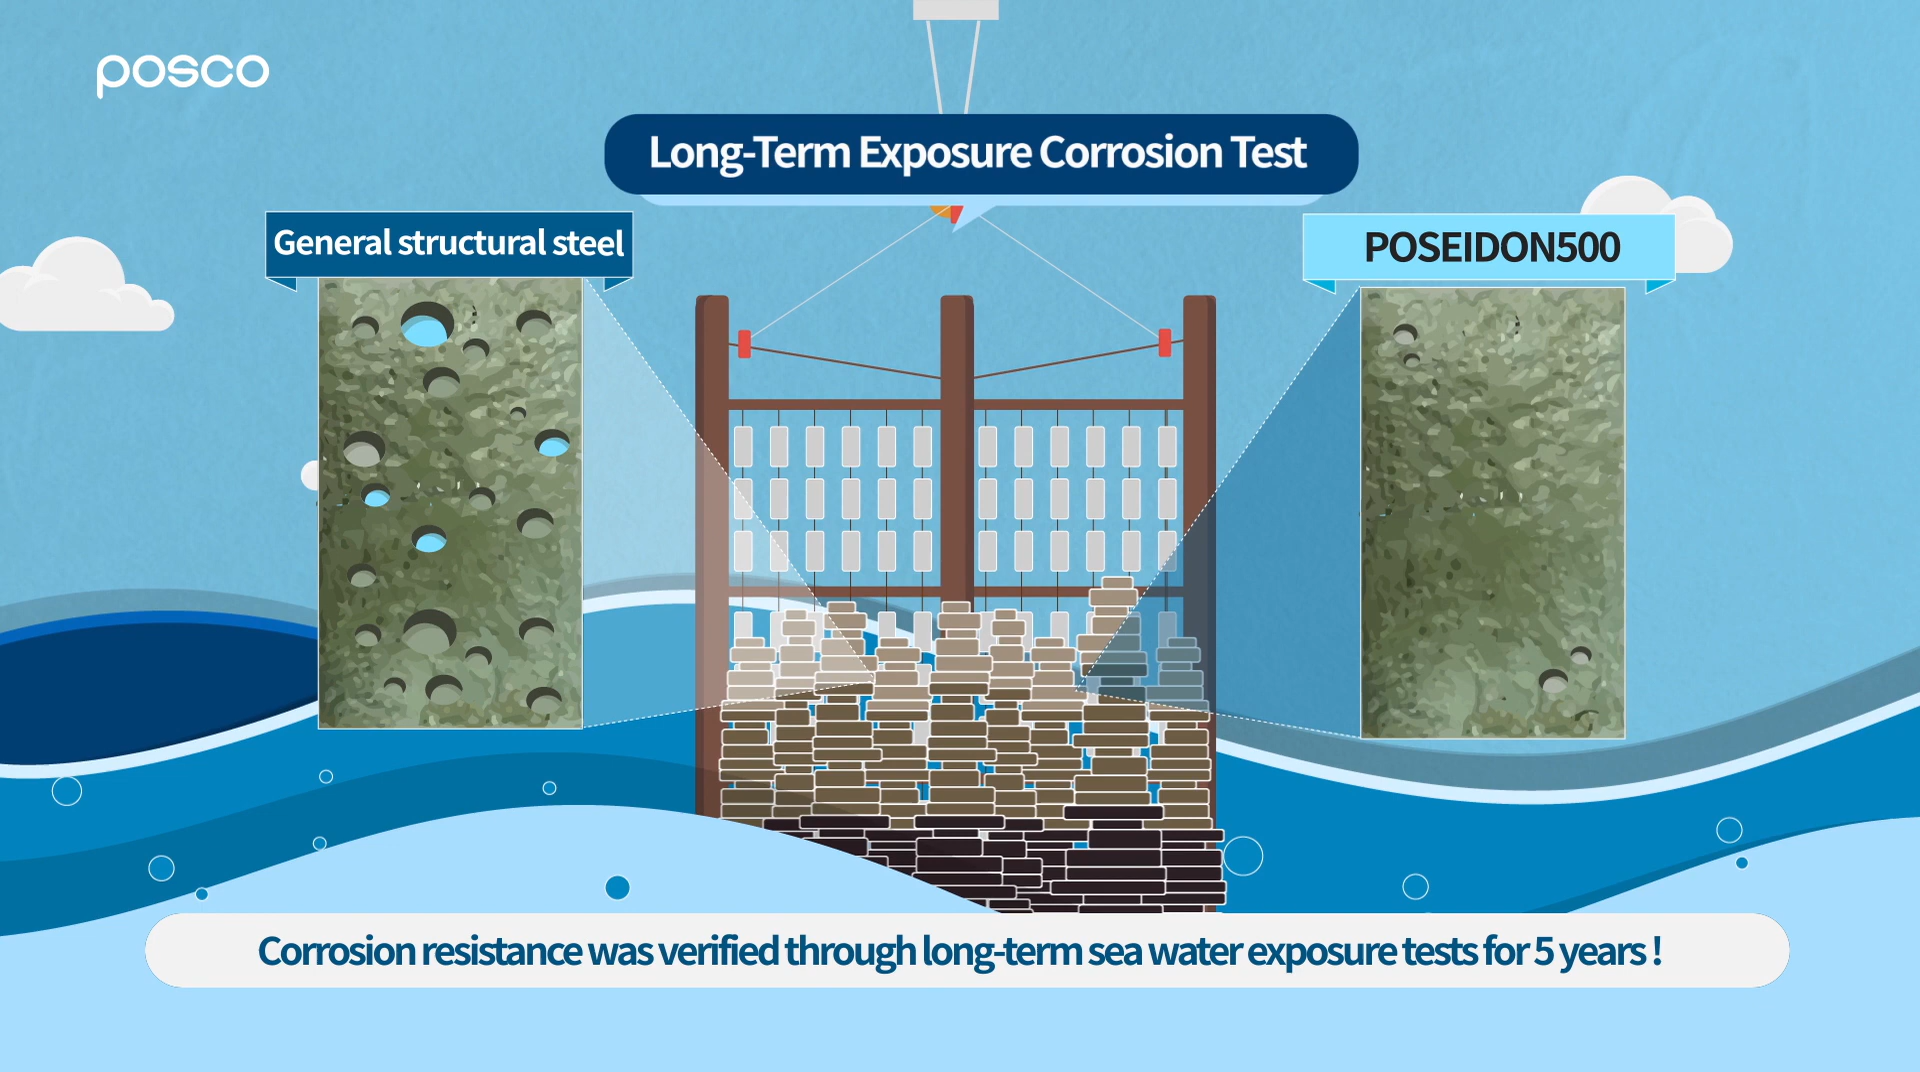 posco
Long-Term Exposure Corrosion Test
General structural steel
POSEIDON500
Corrosion resistance was verified through long-term sea water exposure tests for 5 years !